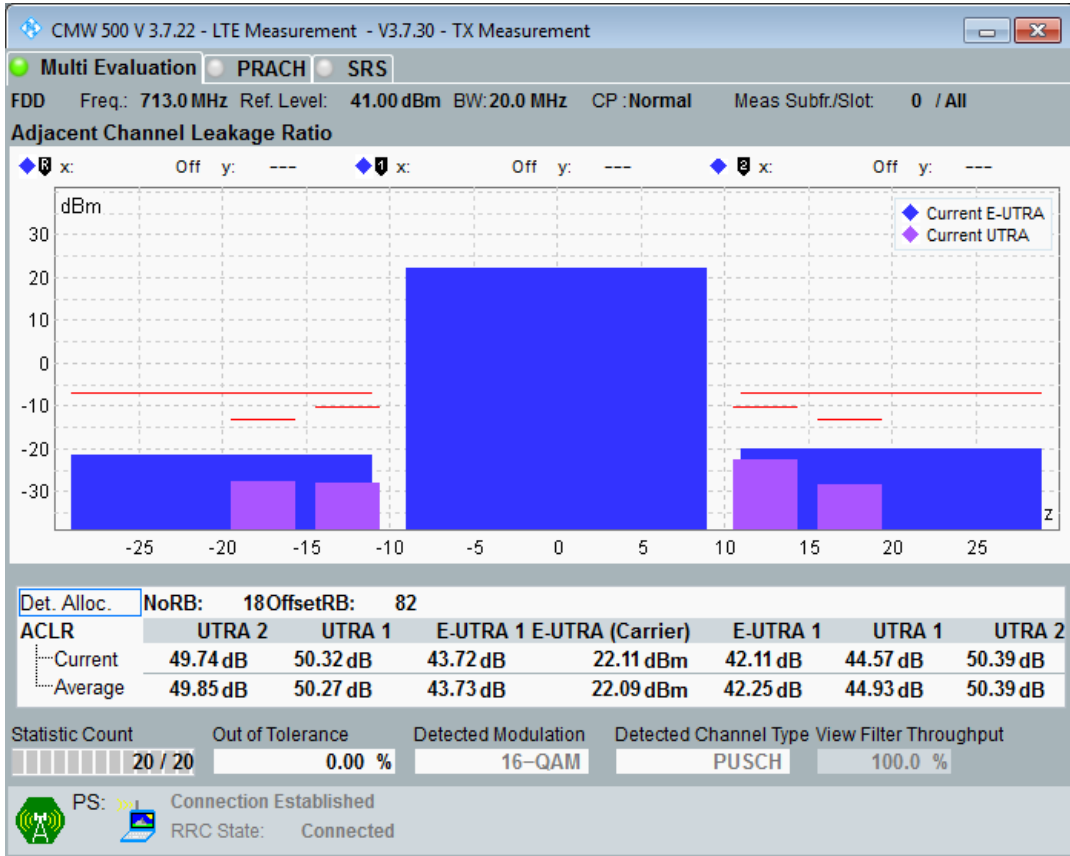 CMW 500 V 3.7.22 - LTE Measurement - V3.7.30 - TX Measurement
Multi Evaluation PRACH SRS
FDD Freq.: 713.0 MHz Ref. Level: 41.00 dBm BW: 20.0 MHz CP : Normal Meas Subfr./Slot: 0 / All
Adjacent Channel Leakage Ratio
R x: Off y: --- 1 x: Off y: --- 2 x: Off y: ---
dBm
Current E-UTRA
Current UTRA
30
20
10
0
-10
-20
-30
z
-25 -20 -15 -10 -5 0 5 10 15 20 25
Det. Alloc. NoRB: 18 OffsetRB: 82
ACLR UTRA 2 UTRA 1 E-UTRA 1 E-UTRA (Carrier) E-UTRA 1 UTRA 1 UTRA 2
Current 49.74 dB 50.32 dB 43.72 dB 22.11 dBm 42.11 dB 44.57 dB 50.39 dB
Average 49.85 dB 50.27 dB 43.73 dB 22.09 dBm 42.25 dB 44.93 dB 50.39 dB
Statistic Count Out of Tolerance Detected Modulation Detected Channel Type View Filter Throughput
20 / 20 0.00 % 16-QAM PUSCH 100.0 %
PS: Connection Established
RRC State: Connected